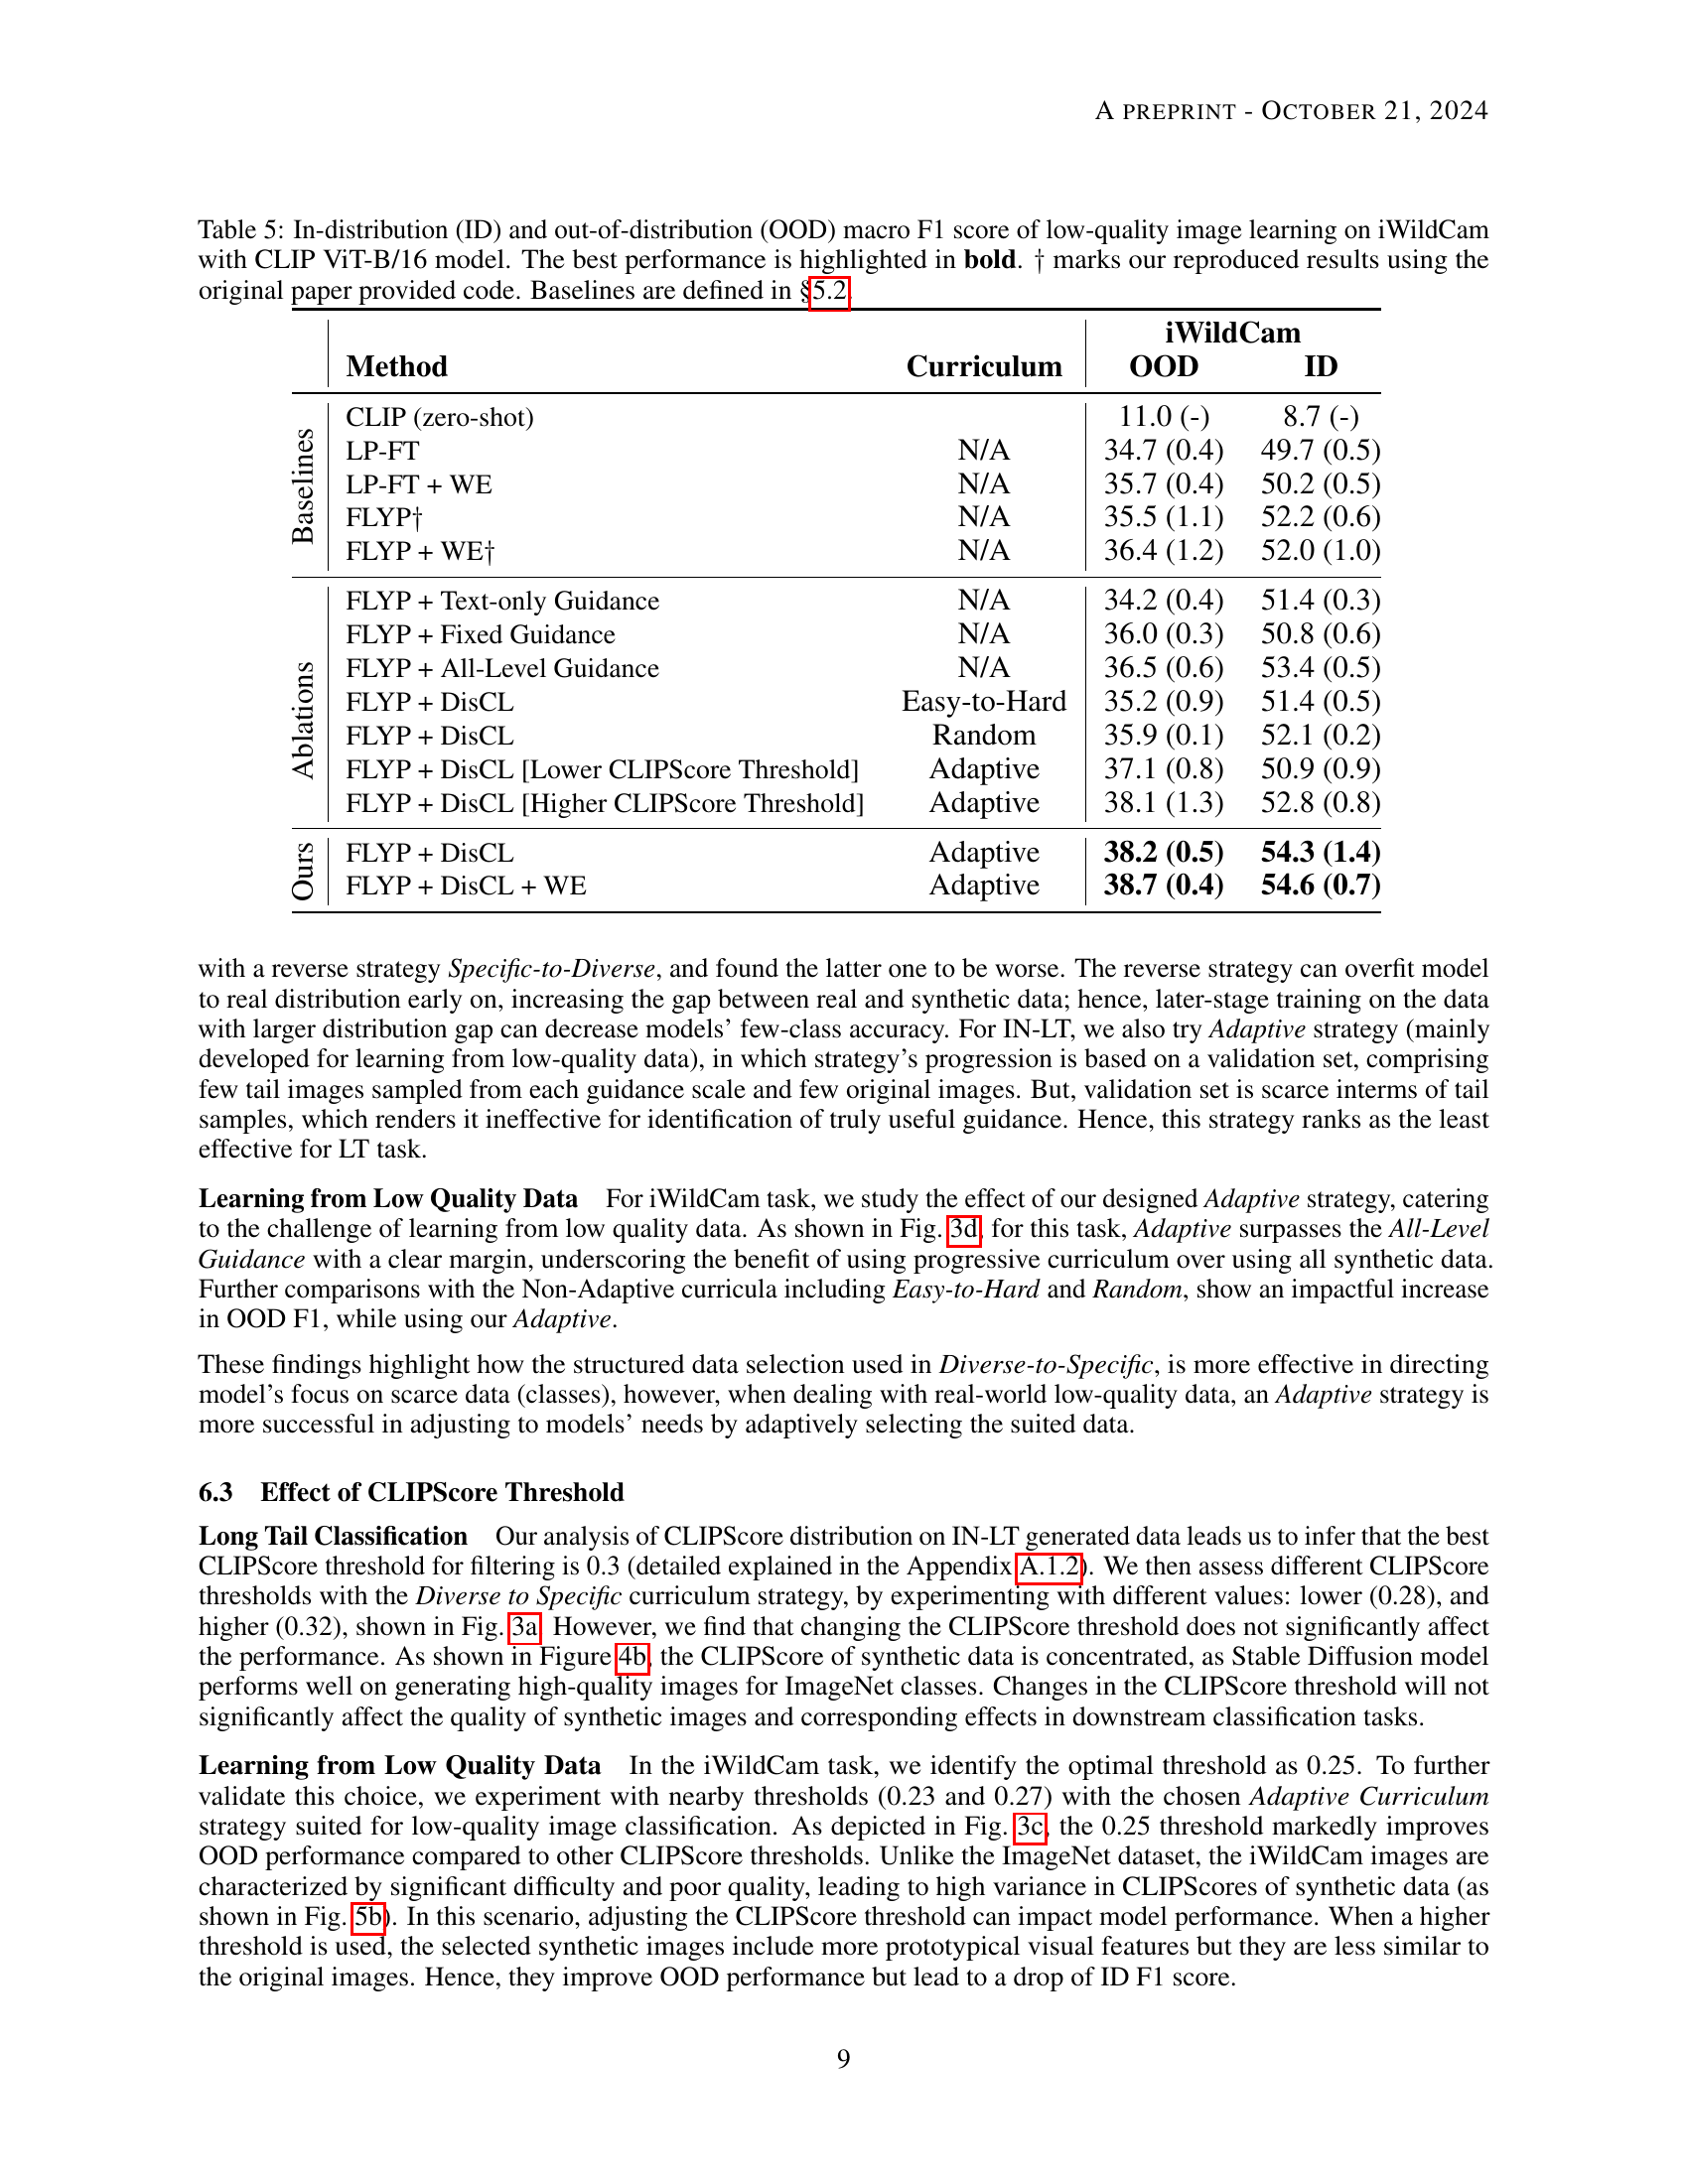 A PREPRINT - OCTOBER 21, 2024
Table 5: In-distribution (ID) and out-of-distribution (OOD) macro F1 score of low-quality image learning on iWildCam
with CLIP ViT-B/16 model. The best performance is highlighted in bold. † marks our reproduced results using the
original paper provided code. Baselines are defined in §5.2.
iWildCam
Method Curriculum OOD ID
Baselines
CLIP (zero-shot) 11.0 (-) 8.7 (-)
LP-FT N/A 34.7 (0.4) 49.7 (0.5)
LP-FT + WE N/A 35.7 (0.4) 50.2 (0.5)
FLYP† N/A 35.5 (1.1) 52.2 (0.6)
FLYP + WE† N/A 36.4 (1.2) 52.0 (1.0)
Ablations
FLYP + Text-only Guidance N/A 34.2 (0.4) 51.4 (0.3)
FLYP + Fixed Guidance N/A 36.0 (0.3) 50.8 (0.6)
FLYP + All-Level Guidance N/A 36.5 (0.6) 53.4 (0.5)
FLYP + DisCL Easy-to-Hard 35.2 (0.9) 51.4 (0.5)
FLYP + DisCL Random 35.9 (0.1) 52.1 (0.2)
FLYP + DisCL [Lower CLIPScore Threshold] Adaptive 37.1 (0.8) 50.9 (0.9)
FLYP + DisCL [Higher CLIPScore Threshold] Adaptive 38.1 (1.3) 52.8 (0.8)
Ours
FLYP + DisCL Adaptive 38.2 (0.5) 54.3 (1.4)
FLYP + DisCL + WE Adaptive 38.7 (0.4) 54.6 (0.7)
with a reverse strategy Specific-to-Diverse, and found the latter one to be worse. The reverse strategy can overfit model
to real distribution early on, increasing the gap between real and synthetic data; hence, later-stage training on the data
with larger distribution gap can decrease models' few-class accuracy. For IN-LT, we also try Adaptive strategy (mainly
developed for learning from low-quality data), in which strategy's progression is based on a validation set, comprising
few tail images sampled from each guidance scale and few original images. But, validation set is scarce interms of tail
samples, which renders it ineffective for identification of truly useful guidance. Hence, this strategy ranks as the least
effective for LT task.
Learning from Low Quality Data For iWildCam task, we study the effect of our designed Adaptive strategy, catering
to the challenge of learning from low quality data. As shown in Fig. 3d, for this task, Adaptive surpasses the All-Level
Guidance with a clear margin, underscoring the benefit of using progressive curriculum over using all synthetic data.
Further comparisons with the Non-Adaptive curricula including Easy-to-Hard and Random, show an impactful increase
in OOD F1, while using our Adaptive.
These findings highlight how the structured data selection used in Diverse-to-Specific, is more effective in directing
model's focus on scarce data (classes), however, when dealing with real-world low-quality data, an Adaptive strategy is
more successful in adjusting to models' needs by adaptively selecting the suited data.
6.3 Effect of CLIPScore Threshold
Long Tail Classification Our analysis of CLIPScore distribution on IN-LT generated data leads us to infer that the best
CLIPScore threshold for filtering is 0.3 (detailed explained in the Appendix A.1.2). We then assess different CLIPScore
thresholds with the Diverse to Specific curriculum strategy, by experimenting with different values: lower (0.28), and
higher (0.32), shown in Fig. 3a. However, we find that changing the CLIPScore threshold does not significantly affect
the performance. As shown in Figure 4b, the CLIPScore of synthetic data is concentrated, as Stable Diffusion model
performs well on generating high-quality images for ImageNet classes. Changes in the CLIPScore threshold will not
significantly affect the quality of synthetic images and corresponding effects in downstream classification tasks.
Learning from Low Quality Data In the iWildCam task, we identify the optimal threshold as 0.25. To further
validate this choice, we experiment with nearby thresholds (0.23 and 0.27) with the chosen Adaptive Curriculum
strategy suited for low-quality image classification. As depicted in Fig. 3c, the 0.25 threshold markedly improves
OOD performance compared to other CLIPScore thresholds. Unlike the ImageNet dataset, the iWildCam images are
characterized by significant difficulty and poor quality, leading to high variance in CLIPScores of synthetic data (as
shown in Fig. 5b). In this scenario, adjusting the CLIPScore threshold can impact model performance. When a higher
threshold is used, the selected synthetic images include more prototypical visual features but they are less similar to
the original images. Hence, they improve OOD performance but lead to a drop of ID F1 score.
9